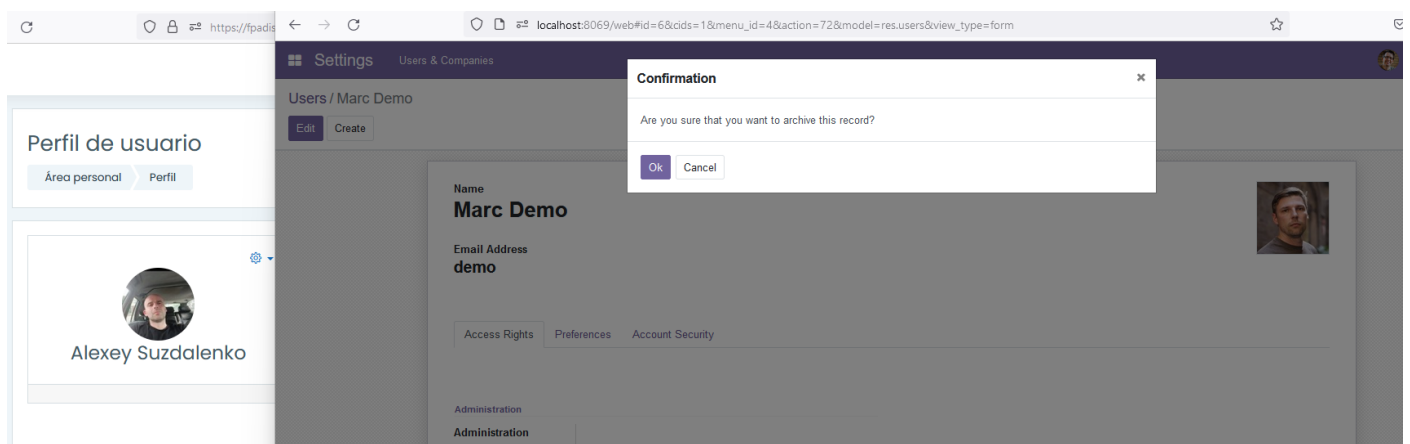 https://fpadis
localhost:8069/web#id=6&cids=1&menu_id=4&action=72&model=res.users&view_type=form
Settings Users & Companies
Confirmation
Users / Marc Demo
Are you sure that you want to archive this record?
Edit Create
Perfil de usuario
Ok Cancel
Área personal Perfil
Name
Marc Demo
Email Address
demo
Access Rights Preferences Account Security
Alexey Suzdalenko
Administration
Administration